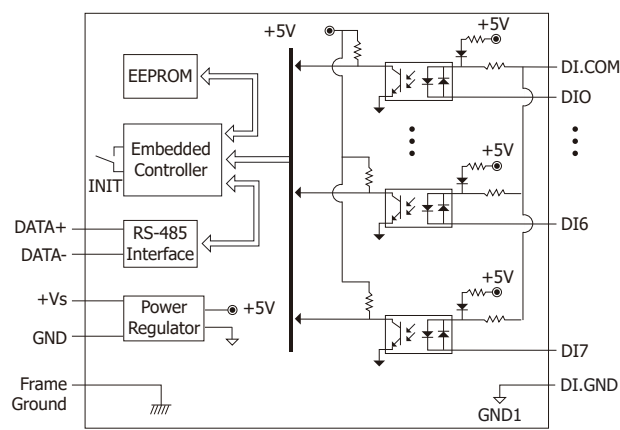 +5V
+5V
EEPROM
DI.COM
DIO
Embedded
Controller
INIT
+5V
DATA+
DATA-
RS-485
Interface
DI6
+Vs
GND
Power
Regulator
+5V
+5V
DI7
Frame
Ground
DI.GND
GND1